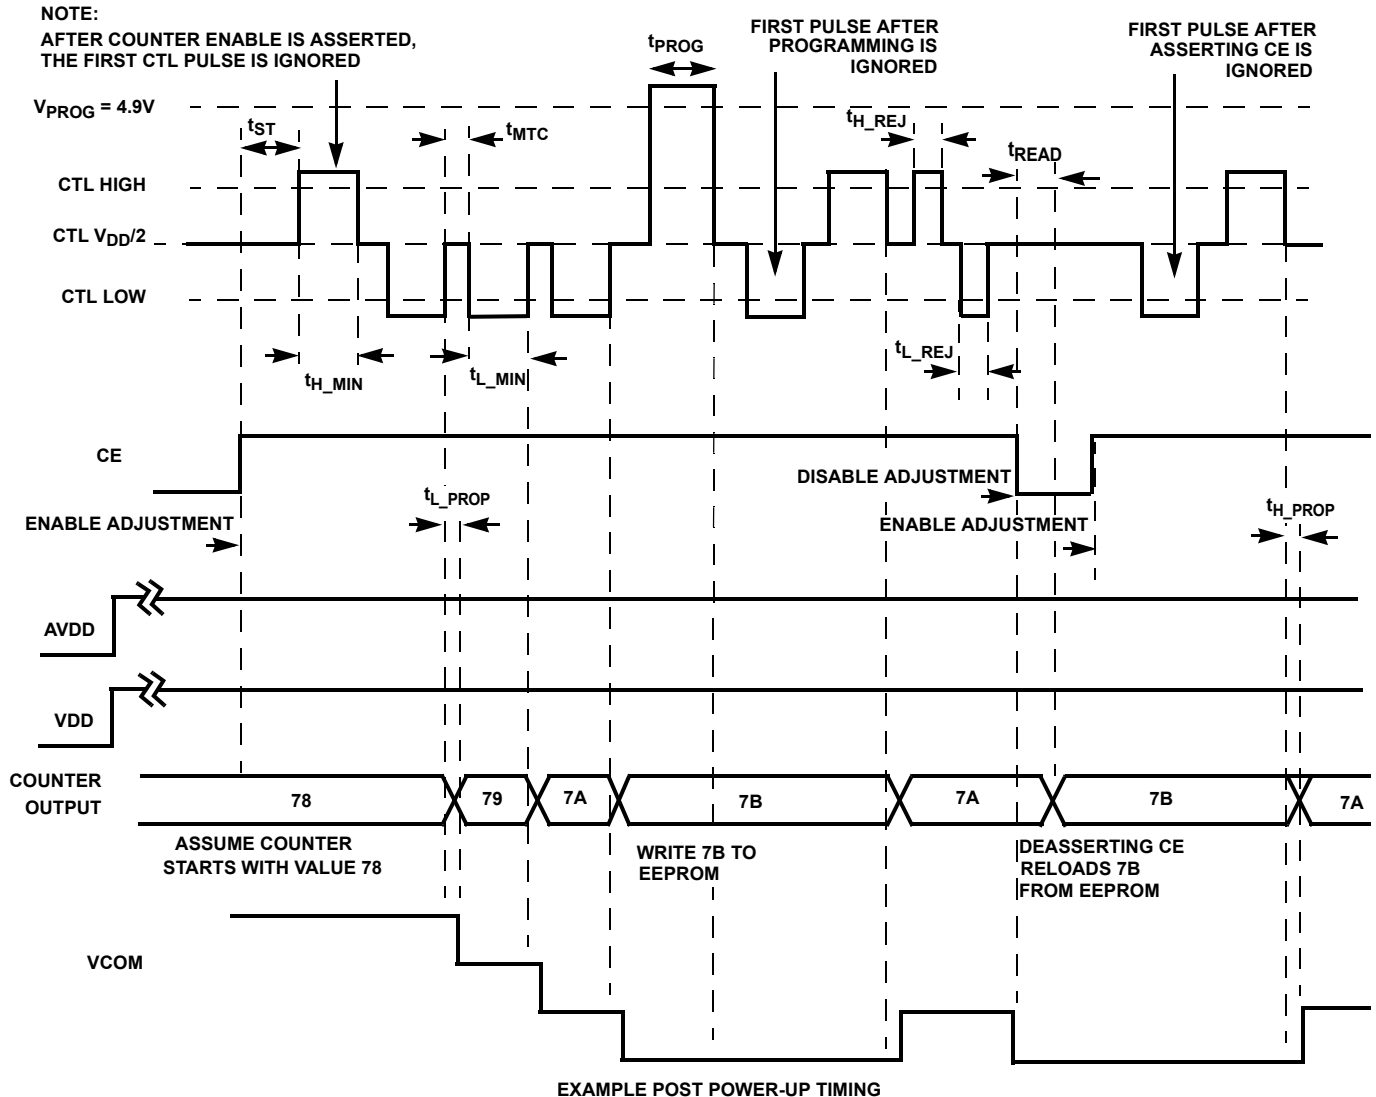 NOTE:
AFTER COUNTER ENABLE IS ASSERTED,
THE FIRST CTL PULSE IS IGNORED
tPROG
FIRST PULSE AFTER
PROGRAMMING IS
IGNORED
FIRST PULSE AFTER
ASSERTING CE IS
IGNORED
VPROG = 4.9V
tST
tMTC
tH_REJ
tREAD
CTL HIGH
CTL VDD/2
CTL LOW
tH_MIN
tL_MIN
tL_REJ
CE
DISABLE ADJUSTMENT
tL_PROP
tH_PROP
ENABLE ADJUSTMENT
ENABLE ADJUSTMENT
AVDD
VDD
COUNTER
OUTPUT
78
79
7A
7B
7A
7B
7A
ASSUME COUNTER
STARTS WITH VALUE 78
WRITE 7B TO
EEPROM
DEASSERTING CE
RELOADS 7B
FROM EEPROM
VCOM
EXAMPLE POST POWER-UP TIMING